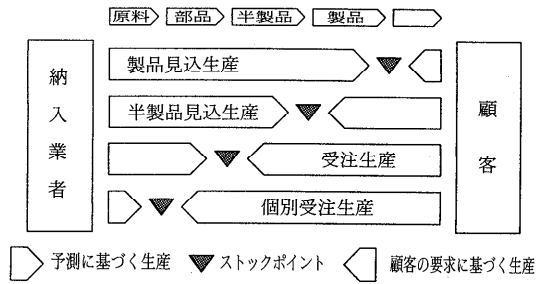 原料 部品 半製品 製品
納入業者
製品見込生産
半製品見込生産
受注生産
個別受注生産
顧客
予測に基づく生産 ストックポイント 顧客の要求に基づく生産